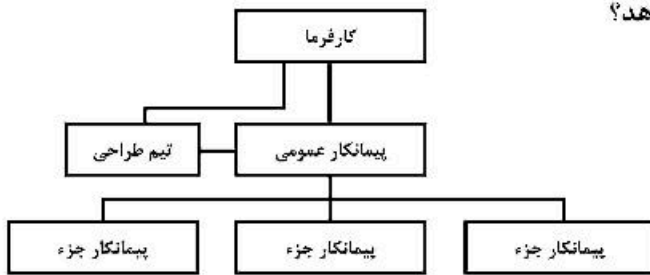 هد؟
کارفرما
پیمانکار عمومی
تیم طراحی
پیمانکار جزء
پیمانکار جزء
پیمانکار جزء